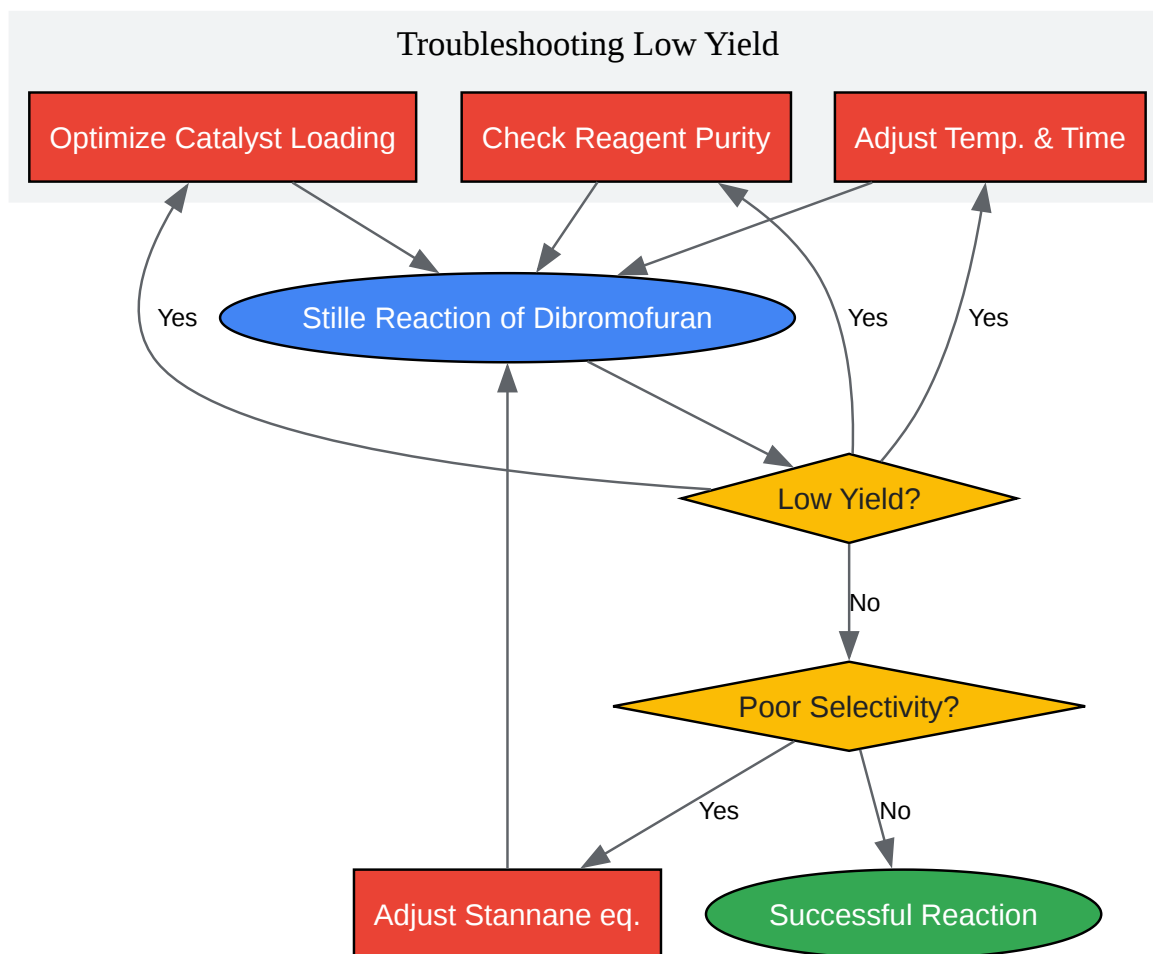 Troubleshooting Low Yield
Optimize Catalyst Loading
Check Reagent Purity
Adjust Temp. & Time
Yes
Stille Reaction of Dibromofuran
Yes
Yes
Low Yield?
No
Poor Selectivity?
Yes
No
Adjust Stannane eq.
Successful Reaction